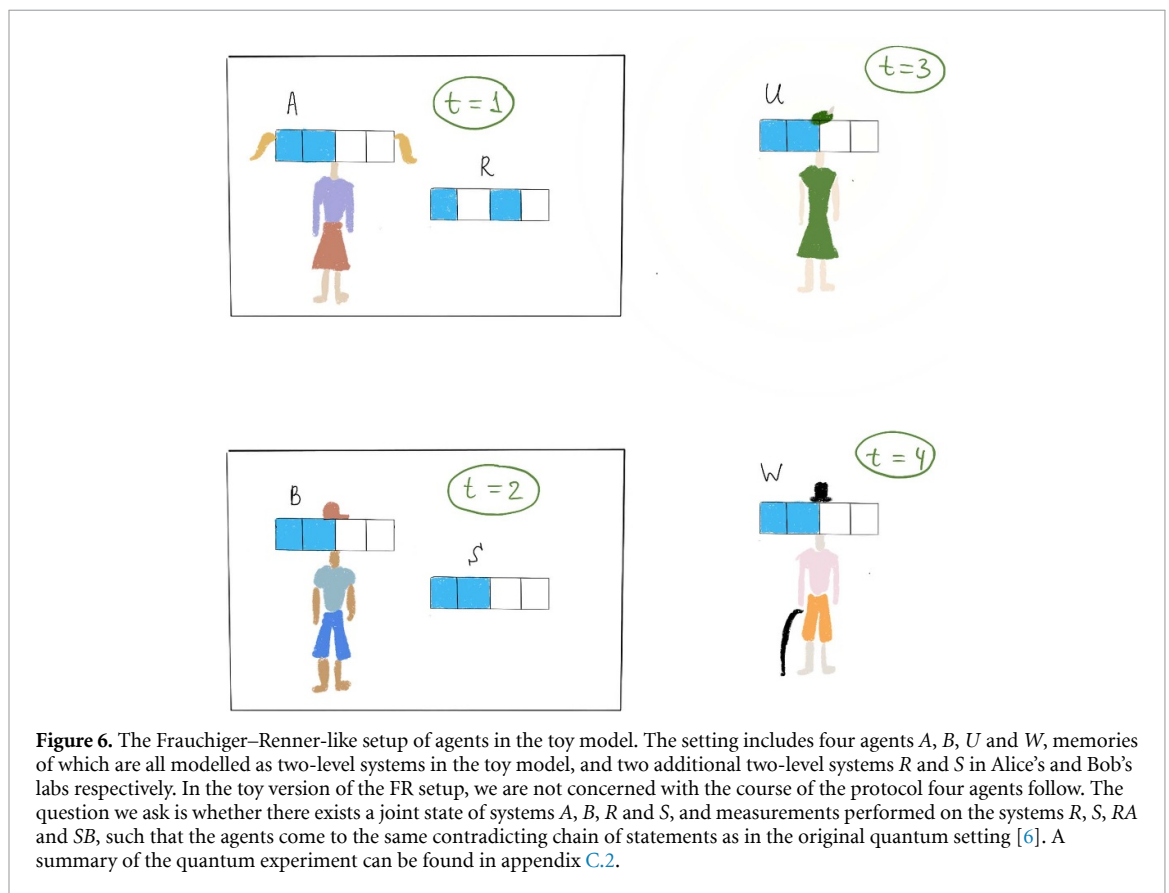 A
t = 1
R
U
t=3
B
t = 2
S
W
t = 4
Figure 6. The Frauchiger–Renner-like setup of agents in the toy model. The setting includes four agents A, B, U and W, memories
of which are all modelled as two-level systems in the toy model, and two additional two-level systems R and S in Alice's and Bob's
labs respectively. In the toy version of the FR setup, we are not concerned with the course of the protocol four agents follow. The
question we ask is whether there exists a joint state of systems A, B, R and S, and measurements performed on the systems R, S, RA
and SB, such that the agents come to the same contradicting chain of statements as in the original quantum setting [6]. A
summary of the quantum experiment can be found in appendix C.2.